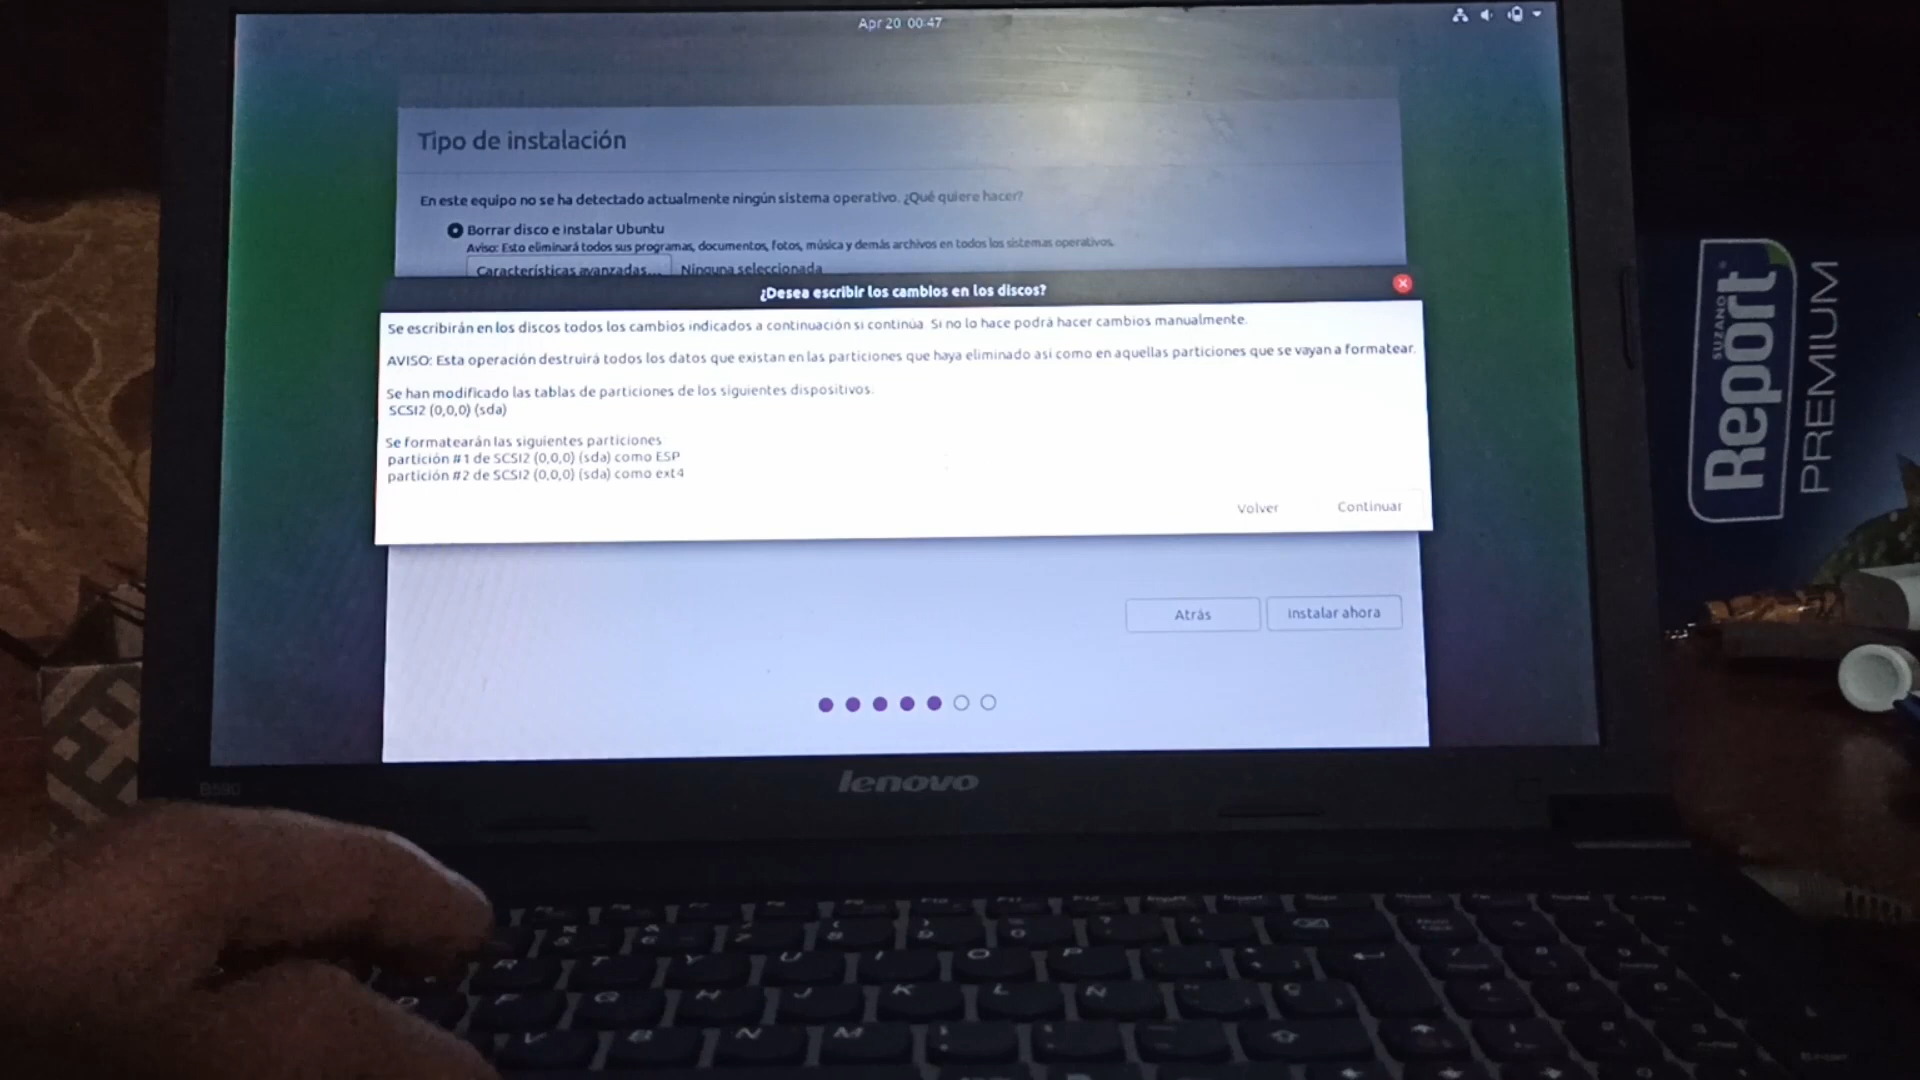 Apr 20 00:47
Tipo de instalación
En este equipo no se ha detectado actualmente ningún sistema operativo. ¿Qué quiere hacer?
Borrar disco e instalar Ubuntu
Aviso: Esto eliminará todos sus programas, documentos, fotos, música y demás archivos en todos los sistemas operativos.
Características avanzadas... Ninguna seleccionada
¿Desea escribir los cambios en los discos?
Se escribirán en los discos todos los cambios indicados a continuación si continúa. Si no lo hace podrá hacer cambios manualmente.
AVISO: Esta operación destruirá todos los datos que existan en las particiones que haya eliminado así como en aquellas particiones que se vayan a formatear.
Se han modificado las tablas de particiones de los siguientes dispositivos.
SCSI2 (0,0,0) (sda)
Se formatearán las siguientes particiones
partición #1 de SCSI2 (0,0,0) (sda) como ESP
partición #2 de SCSI2 (0,0,0) (sda) como ext4
Volver Continuar
Atrás Instalar ahora
B590
lenovo
SUZANO
Report
PREMIUM
R T Y U I O P
F G H J K L Ñ
V B N M